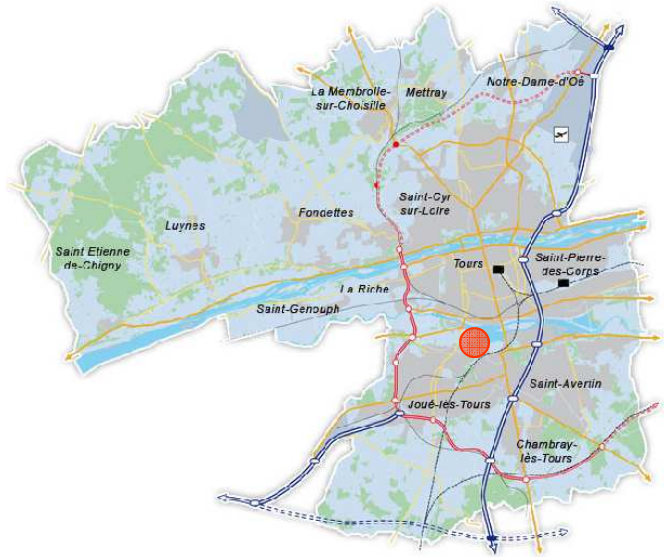 La Membrolle
sur-Choisille
Mettray
Notre-Dame-d'Oë
Saint-Cyr
sur-Loire
Luynes
Fondettes
Saint Etienne
de-Chigny
Tours
Saint-Pierre-
des-Corps
La Riche
Saint-Genouph
Saint-Avertin
Joué-lès-Tours
Chambray
-lès-Tours